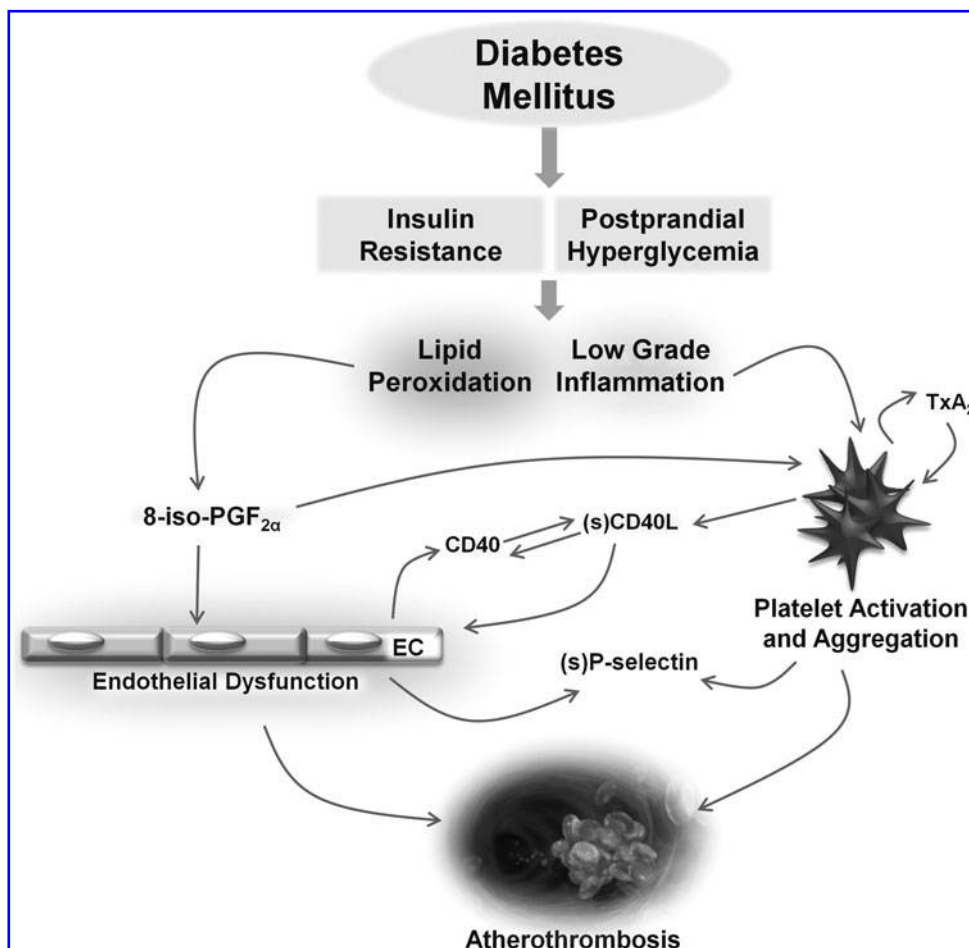 Diabetes
Mellitus
Insulin
Resistance
Postprandial
Hyperglycemia
Lipid
Peroxidation
Low Grade
Inflammation
TxA₂
8-iso-PGF₂α
CD40
(s)CD40L
Platelet Activation
and Aggregation
EC
Endothelial Dysfunction
(s)P-selectin
Atherothrombosis